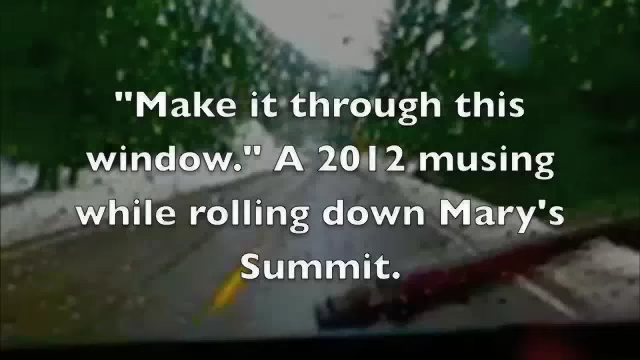 "Make it through this
window." A 2012 musing
while rolling down Mary's
Summit.